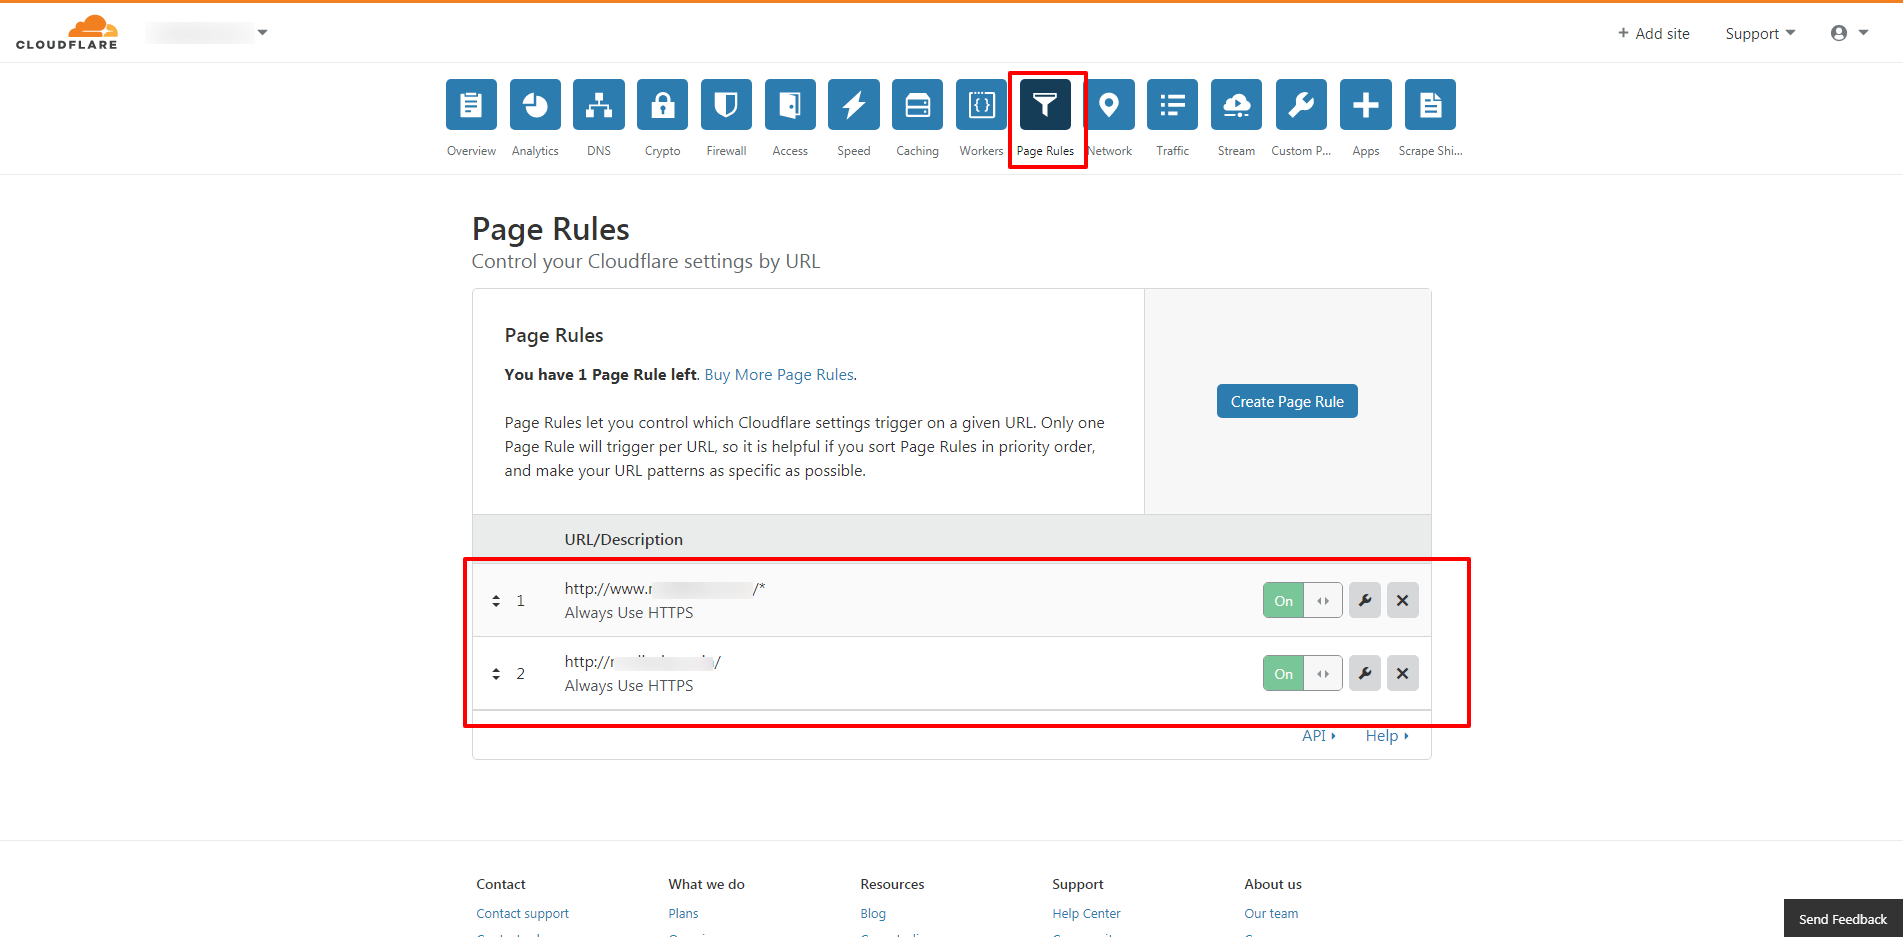 CLOUDFLARE
+ Add site
Support
Overview
Analytics
DNS
Crypto
Firewall
Access
Speed
Caching
Workers
Page Rules
Network
Traffic
Stream
Custom P...
Apps
Scrape Shi...
Page Rules
Control your Cloudflare settings by URL
Page Rules
You have 1 Page Rule left. Buy More Page Rules.
Create Page Rule
Page Rules let you control which Cloudflare settings trigger on a given URL. Only one
Page Rule will trigger per URL, so it is helpful if you sort Page Rules in priority order,
and make your URL patterns as specific as possible.
URL/Description
1
http://www. /*
Always Use HTTPS
On
2
http:// /
Always Use HTTPS
On
API
Help
Contact
What we do
Resources
Support
About us
Contact support
Plans
Blog
Help Center
Our team
Send Feedback